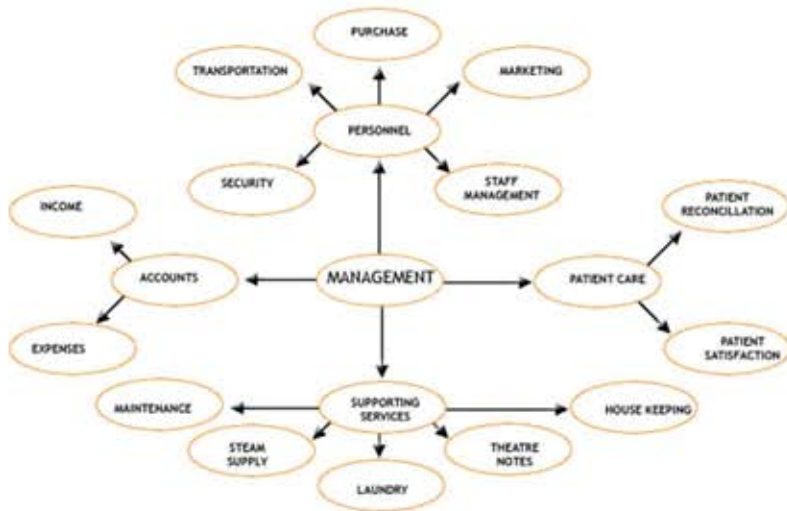 PURCHASE
TRANSPORTATION
MARKETING
PERSONNEL
SECURITY
STAFF
MANAGEMENT
PATIENT
RECONCILLATION
INCOME
ACCOUNTS
MANAGEMENT
PATIENT CARE
EXPENSES
PATIENT
SATISFACTION
MAINTENANCE
SUPPORTING
SERVICES
HOUSE KEEPING
STEAM
SUPPLY
THEATRE
NOTES
LAUNDRY